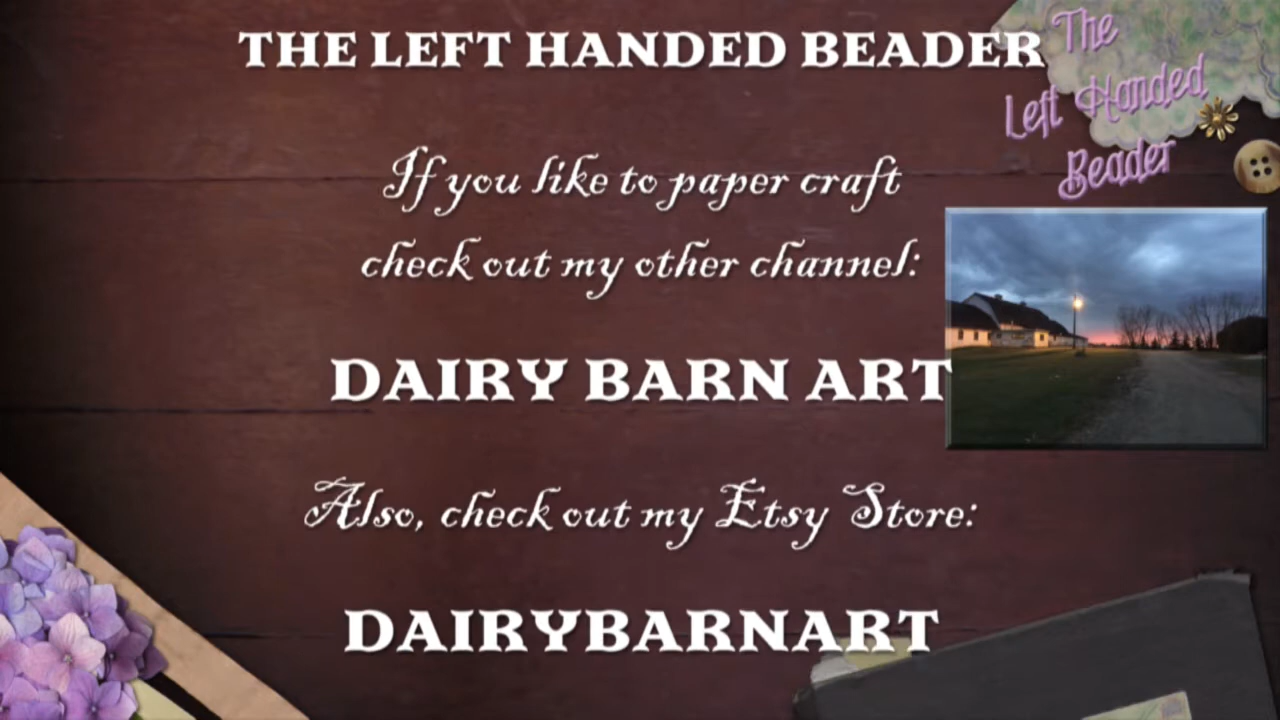 THE LEFT HANDED BEADER
The
Left Handed
Beader
If you like to paper craft
check out my other channel:
DAIRY BARN ART
Also, check out my Etsy Store:
DAIRYBARNART